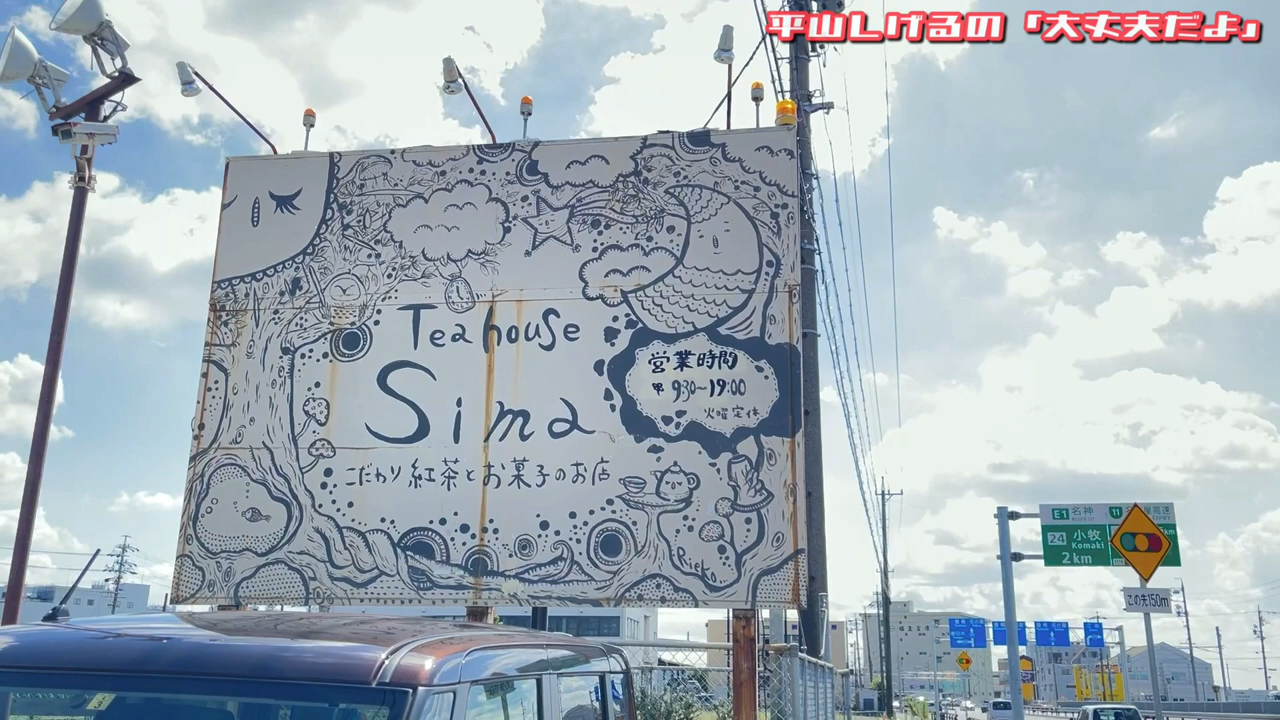 平山しげるの「大丈夫だよ」
Tea house
Sima
こだわり紅茶とお菓子のお店
営業時間
9:30~19:00
火曜定休
Chieko
E1 名神
11
24 小牧
Komaki
2km
この先150m